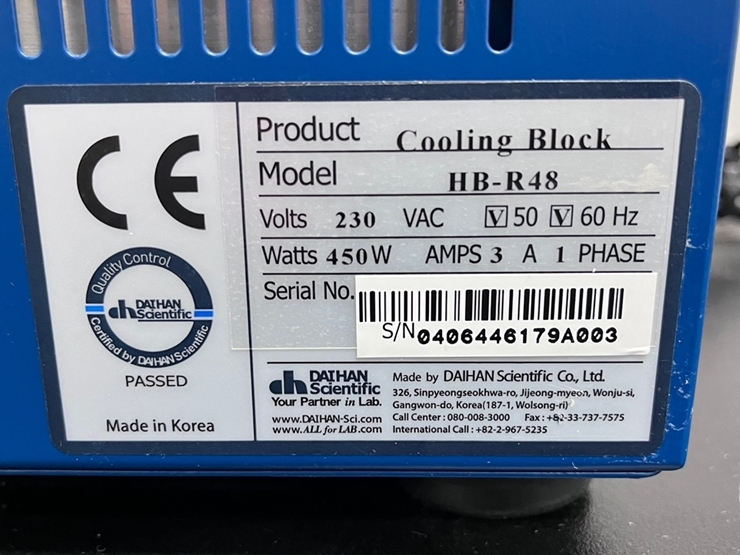 CE
Quality Control
DAIHAN
Scientific
Certified by DAIHAN Scientific
PASSED
Made in Korea
Product Cooling Block
Model HB-R48
Volts 230 VAC V 50 V 60 Hz
Watts 450W AMPS 3 A 1 PHASE
Serial No.
S/N0406446179A003
dh DAIHAN
Scientific
Your Partner in Lab.
www.DAIHAN-Sci.com
www.ALL for LAB.com
Made by DAIHAN Scientific Co., Ltd.
326, Sinpyeongseokhwa-ro, Jijeong-myeon, Wonju-si,
Gangwon-do, Korea(187-1, Wolsong-ri)
Call Center : 080-008-3000 Fax : +82-33-737-7575
International Call : +82-2-967-5235